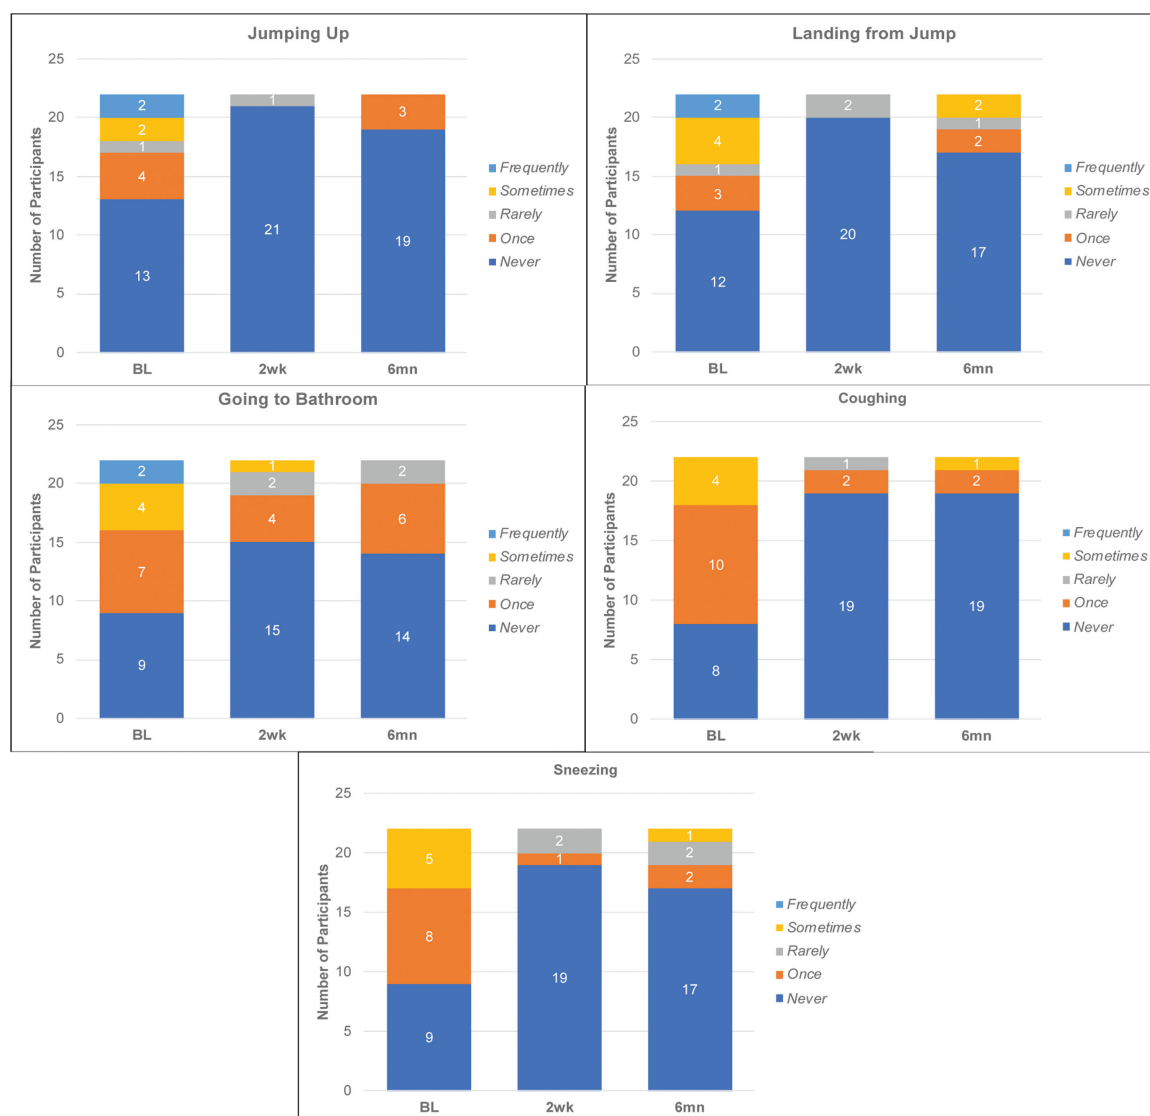 Jumping Up
Number of Participants
25
20
15
10
5
0
2
2
1
4
13
1
21
3
19
BL
2wk
6mn
Frequently
Sometimes
Rarely
Once
Never
Landing from Jump
Number of Participants
25
20
15
10
5
0
2
4
1
3
12
2
20
2
1
2
17
BL
2wk
6mn
Frequently
Sometimes
Rarely
Once
Never
Going to Bathroom
Number of Participants
25
20
15
10
5
0
2
4
7
9
1
2
4
15
2
6
14
BL
2wk
6mn
Frequently
Sometimes
Rarely
Once
Never
Coughing
Number of Participants
25
20
15
10
5
0
4
10
8
1
2
19
1
2
19
BL
2wk
6mn
Frequently
Sometimes
Rarely
Once
Never
Sneezing
Number of Participants
25
20
15
10
5
0
5
8
9
2
1
19
1
2
2
17
BL
2wk
6mn
Frequently
Sometimes
Rarely
Once
Never